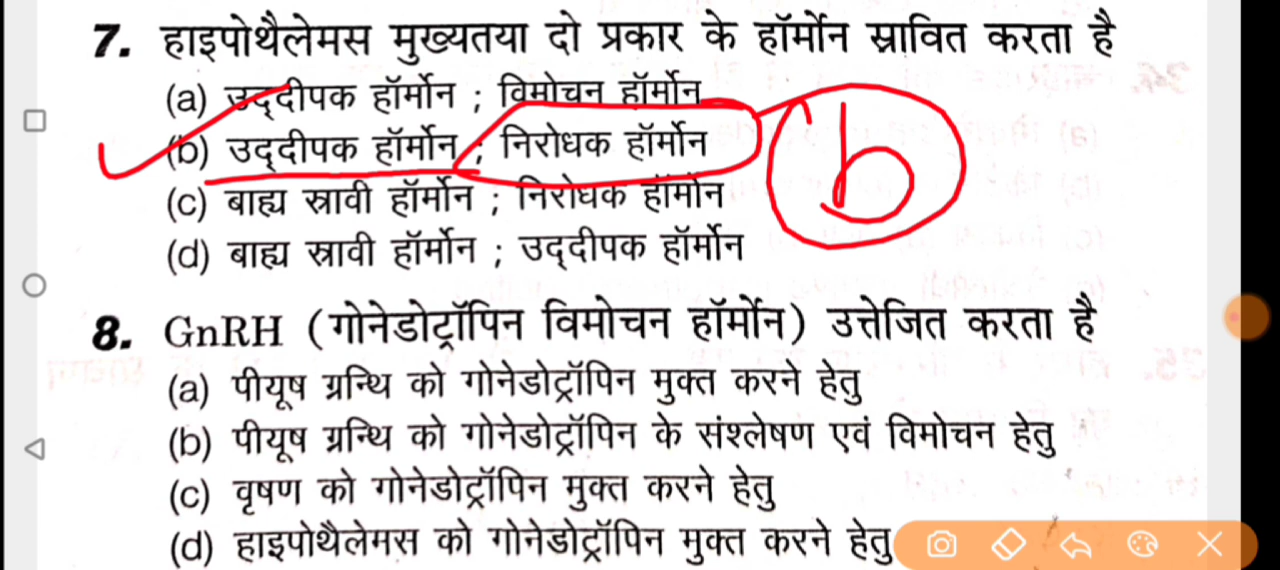 7. हाइपोथैलेमस मुख्यतया दो प्रकार के हॉर्मोन स्रावित करता है
(a) उद्दीपक हॉर्मोन ; विमोचन हॉर्मोन
(b) उद्दीपक हॉर्मोन ; निरोधक हॉर्मोन
b
(c) बाह्य स्रावी हॉर्मोन ; निरोधक हॉर्मोन
(d) बाह्य स्रावी हॉर्मोन ; उद्दीपक हॉर्मोन
8. GnRH (गोनेडोट्रॉपिन विमोचन हॉर्मोन) उत्तेजित करता है
(a) पीयूष ग्रन्थि को गोनेडोट्रॉपिन मुक्त करने हेतु
(b) पीयूष ग्रन्थि को गोनेडोट्रॉपिन के संश्लेषण एवं विमोचन हेतु
(c) वृषण को गोनेडोट्रॉपिन मुक्त करने हेतु
(d) हाइपोथैलेमस को गोनेडोट्रॉपिन मुक्त करने हेतु